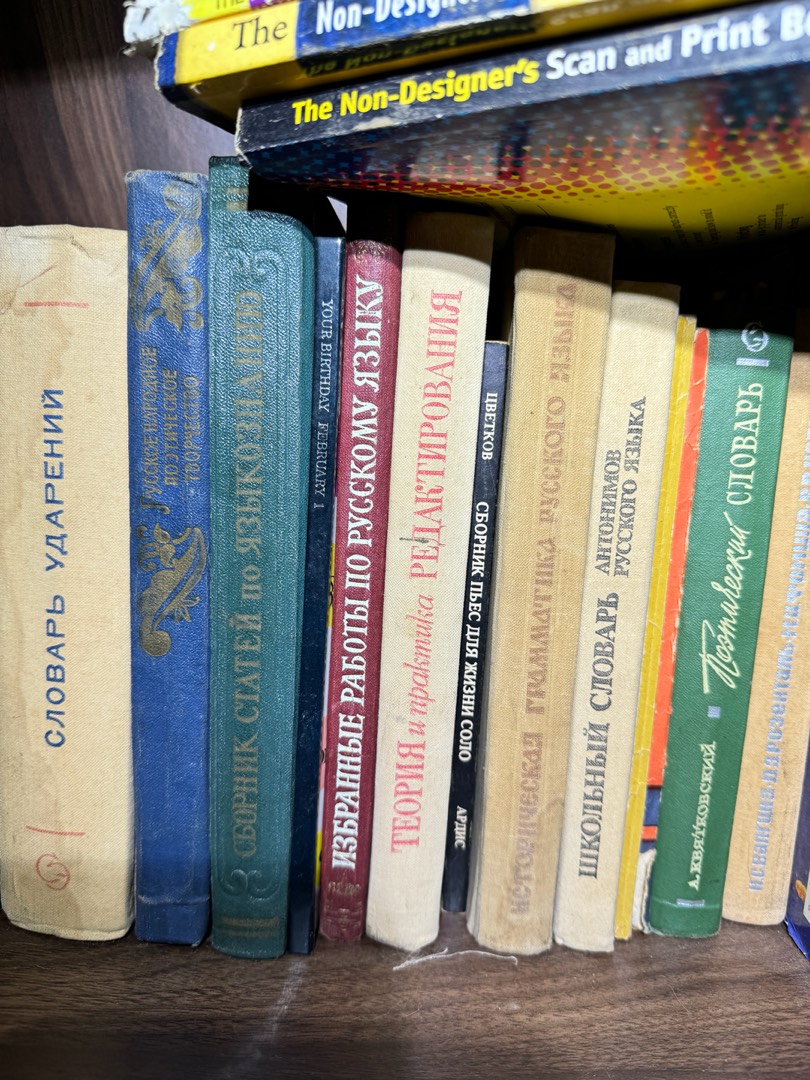 The
The Non-Designer
The Non-Designer's Scan and Print B
СЛОВАРЬ УДАРЕНИЙ
РУССКОЕ НАРОДНОЕ
ПОЭТИЧЕСКОЕ
ТВОРЧЕСТВО
СБОРНИК СТАТЕЙ по ЯЗЫКОЗНАНИЮ
YOUR BIRTHDAY FEBRUARY 1
ИЗБРАННЫЕ РАБОТЫ ПО РУССКОМУ ЯЗЫКУ
ТЕОРИЯ и практика РЕДАКТИРОВАНИЯ
ЦВЕТКОВ СБОРНИК ПЬЕС ДЛЯ ЖИЗНИ СОЛО АРДИС
ИСТОРИЧЕСКАЯ ГРАММАТИКА РУССКОГО ЯЗЫКА
ШКОЛЬНЫЙ СЛОВАРЬ АНТОНИМОВ
РУССКОГО ЯЗЫКА
А. КВЯТКОВСКИЙ Поэтический СЛОВАРЬ